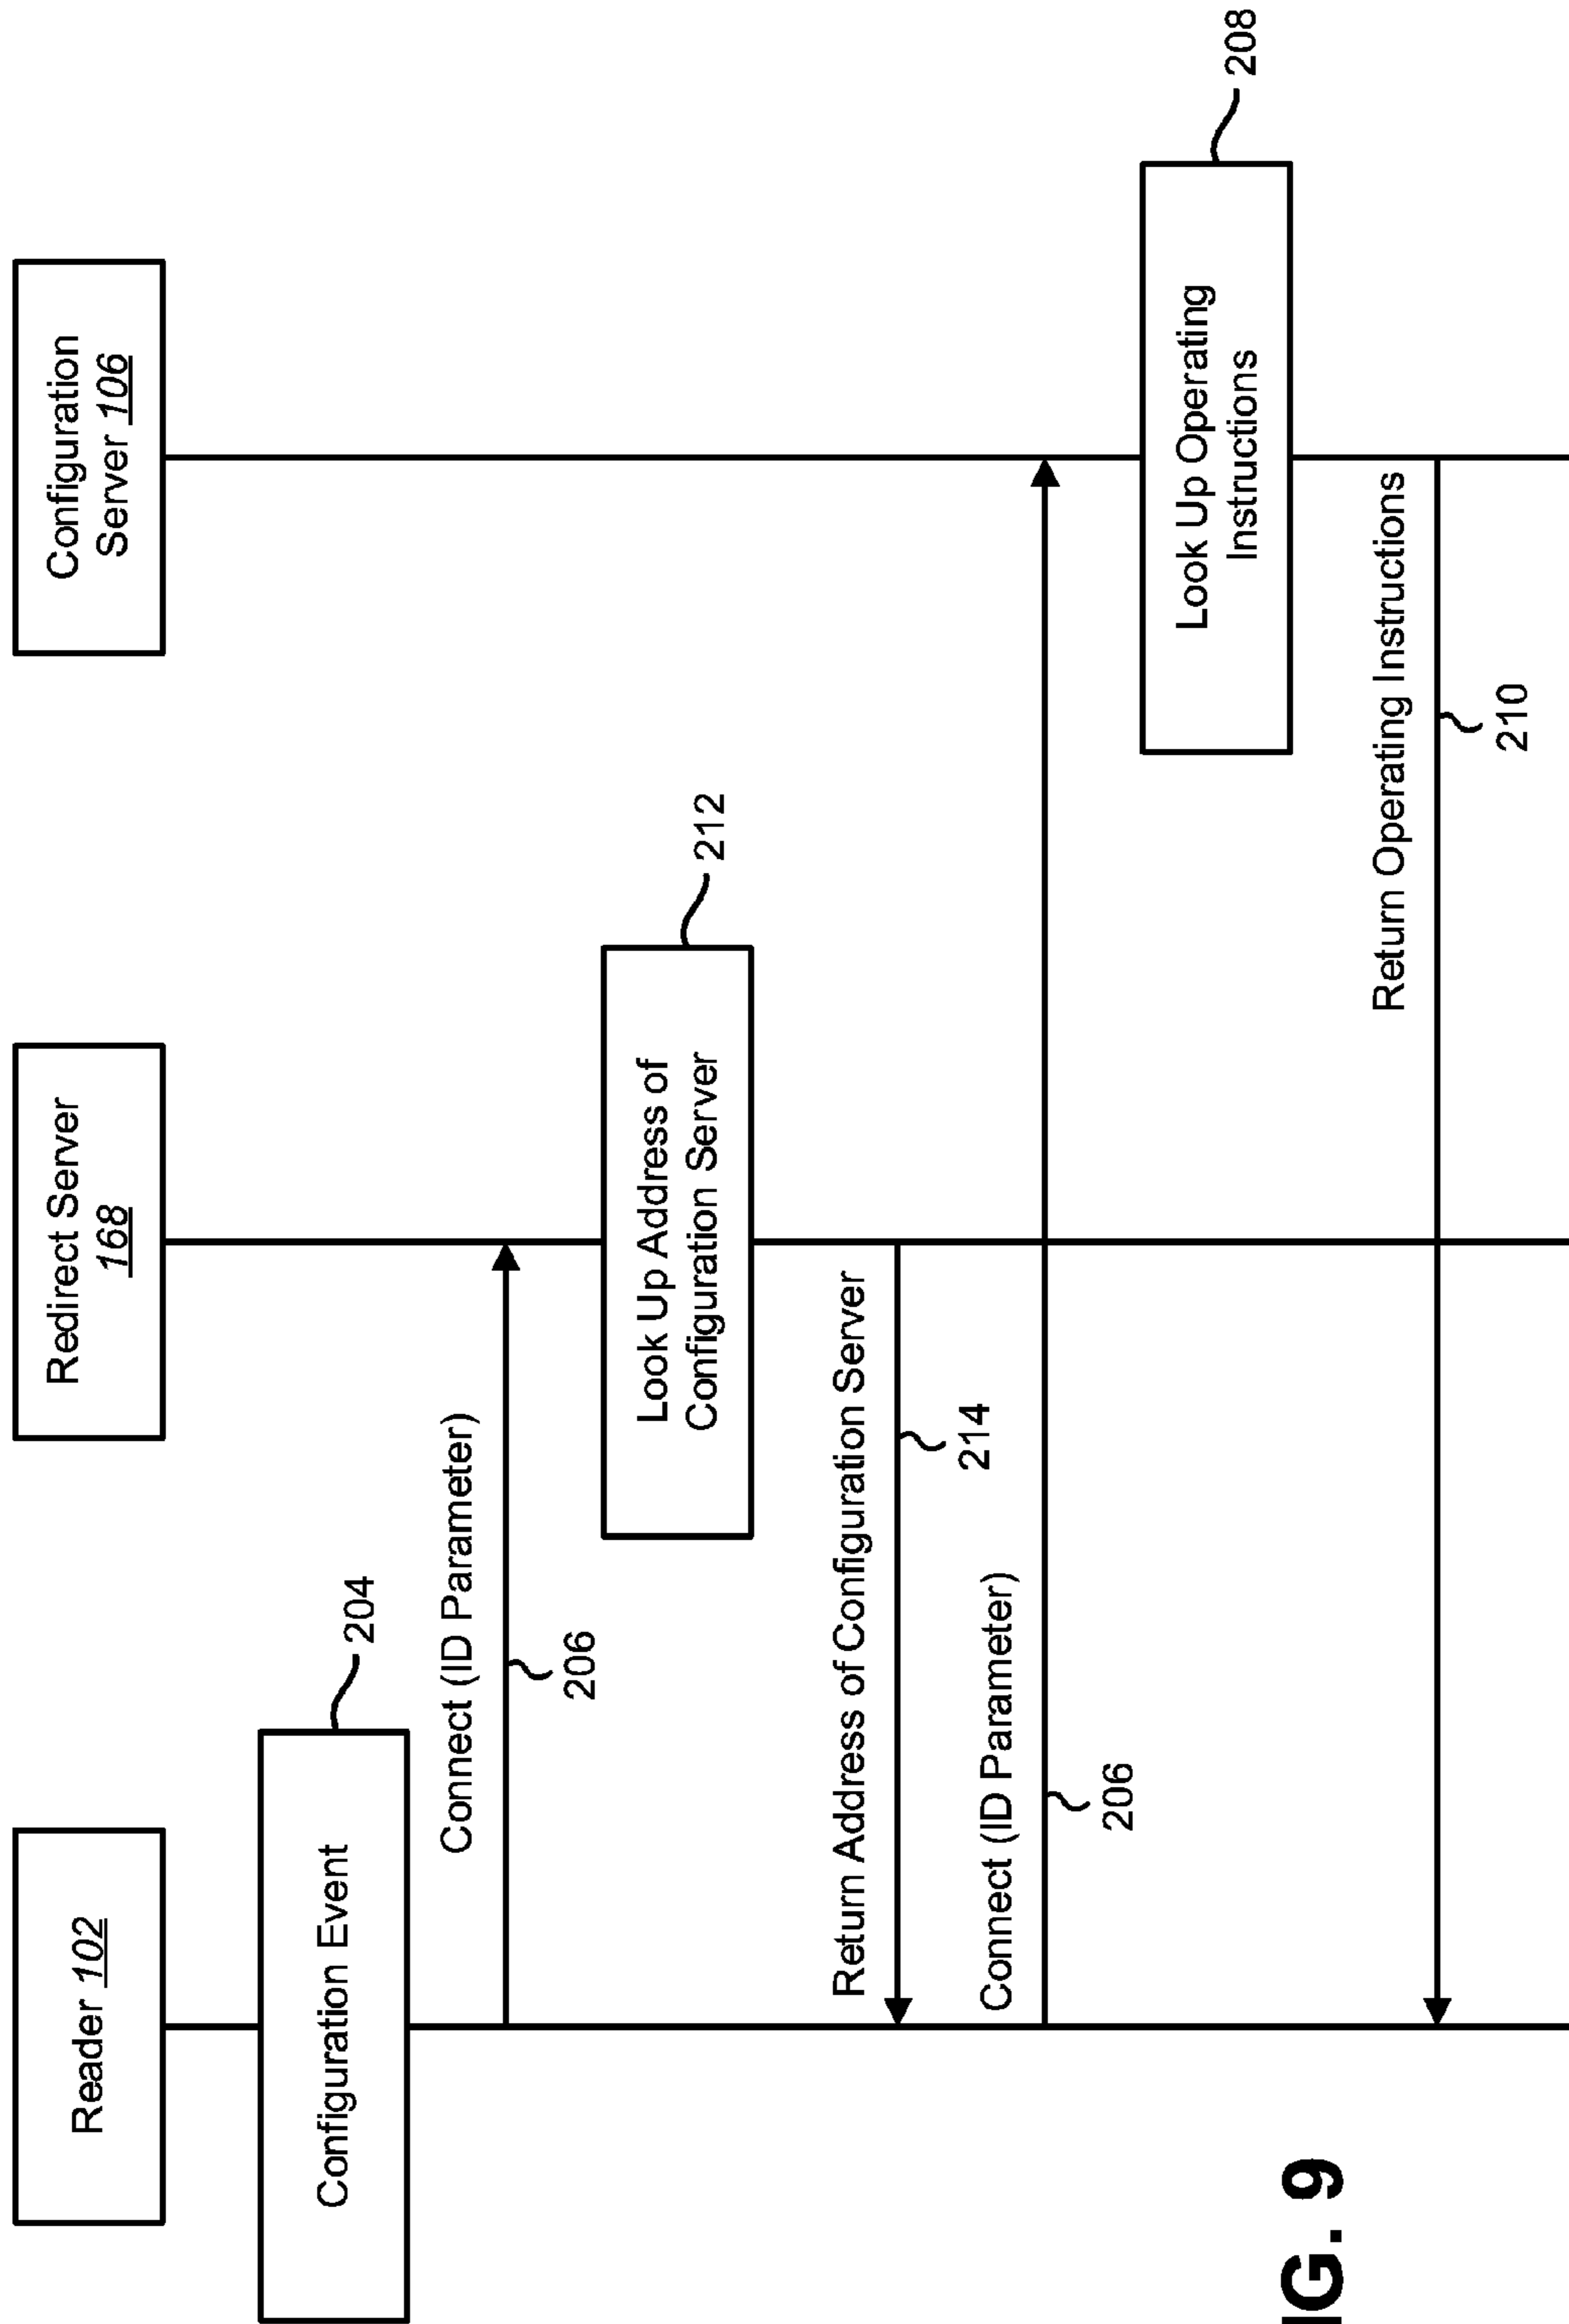 Reader 102
Redirect Server
168
Configuration
Server 106
Configuration Event
204
Connect (ID Parameter)
206
Look Up Address of
Configuration Server
212
Return Address of Configuration Server
214
Connect (ID Parameter)
206
Look Up Operating
Instructions
208
Return Operating Instructions
210
IG. 9